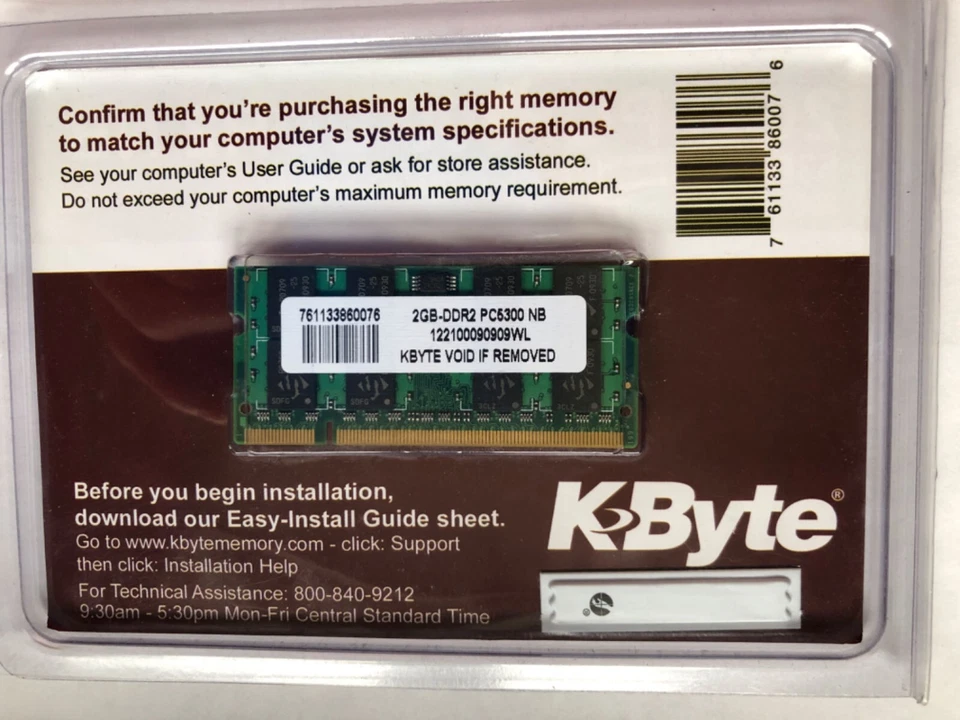 Confirm that you're purchasing the right memory
to match your computer's system specifications.
See your computer's User Guide or ask for store assistance.
Do not exceed your computer's maximum memory requirement.
7 61133 86007 6
761133860076
2GB-DDR2 PC5300 NB
122100090909WL
KBYTE VOID IF REMOVED
Before you begin installation,
download our Easy-Install Guide sheet.
Go to www.kbytememory.com - click: Support
then click: Installation Help
For Technical Assistance: 800-840-9212
9:30am - 5:30pm Mon-Fri Central Standard Time
KByte®